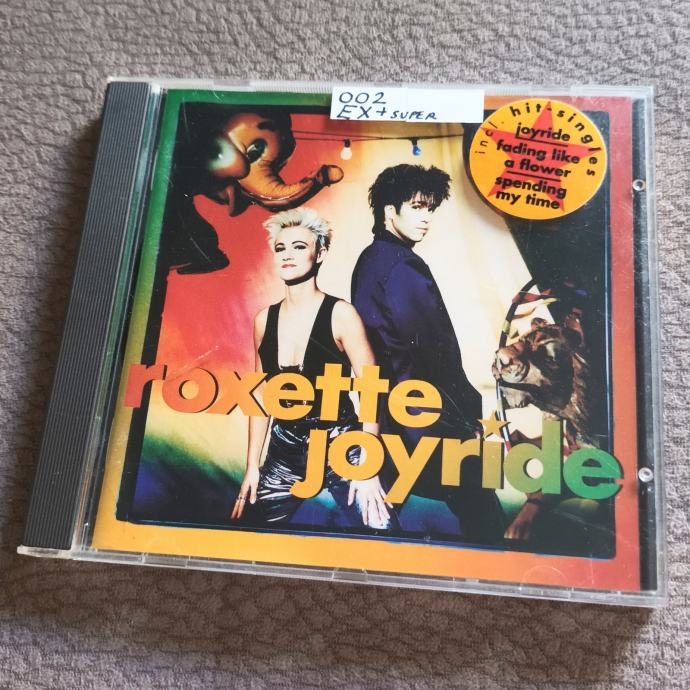 002
EX+ SUPER
incl. hit-singles
joyride
fading like
a flower
spending
my time
roxette
joyride